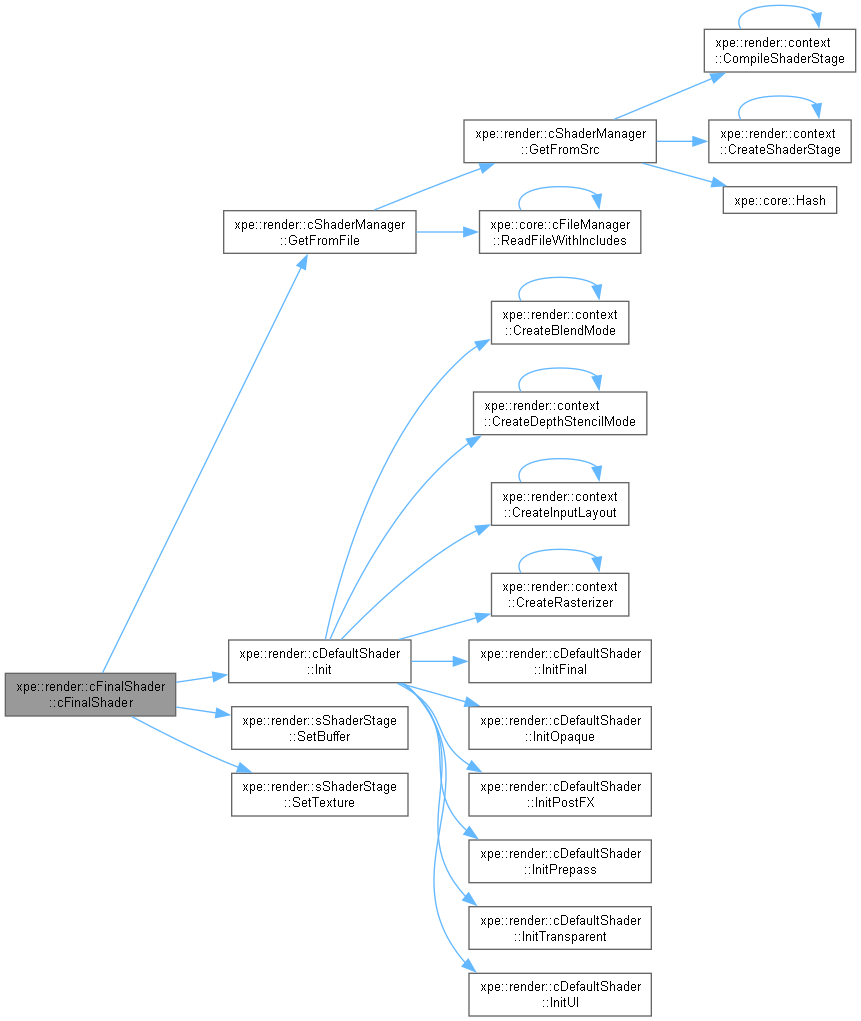 xpe::render::context
::CompileShaderStage
xpe::render::cShaderManager
::GetFromSrc
xpe::render::context
::CreateShaderStage
xpe::core::Hash
xpe::render::cShaderManager
::GetFromFile
xpe::core::cFileManager
::ReadFileWithIncludes
xpe::render::context
::CreateBlendMode
xpe::render::context
::CreateDepthStencilMode
xpe::render::context
::CreateInputLayout
xpe::render::context
::CreateRasterizer
xpe::render::cDefaultShader
::Init
xpe::render::cDefaultShader
::InitFinal
xpe::render::cFinalShader
::cFinalShader
xpe::render::sShaderStage
::SetBuffer
xpe::render::cDefaultShader
::InitOpaque
xpe::render::sShaderStage
::SetTexture
xpe::render::cDefaultShader
::InitPostFX
xpe::render::cDefaultShader
::InitPrepass
xpe::render::cDefaultShader
::InitTransparent
xpe::render::cDefaultShader
::InitUI